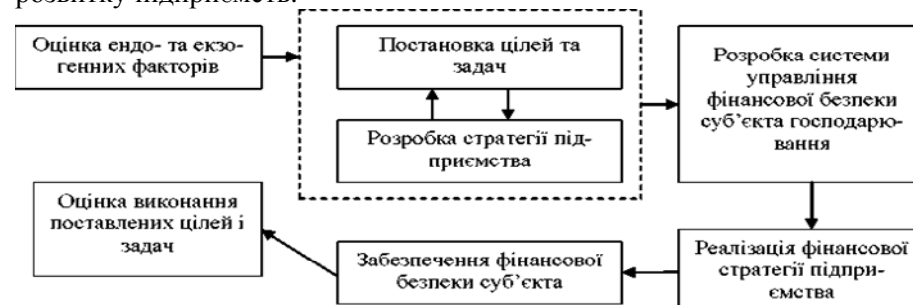 розвитку підприємств.
Оцінка ендо- та екзо-
генних факторів
Постановка цілей та
задач
Розробка стратегії під-
приємства
Розробка системи
управління
фінансової безпеки
суб’єкта господарю-
вання
Оцінка виконання
поставлених цілей і
задач
Забезпечення фінансової
безпеки суб’єкта
Реалізація фінансової
стратегії підпри-
ємства